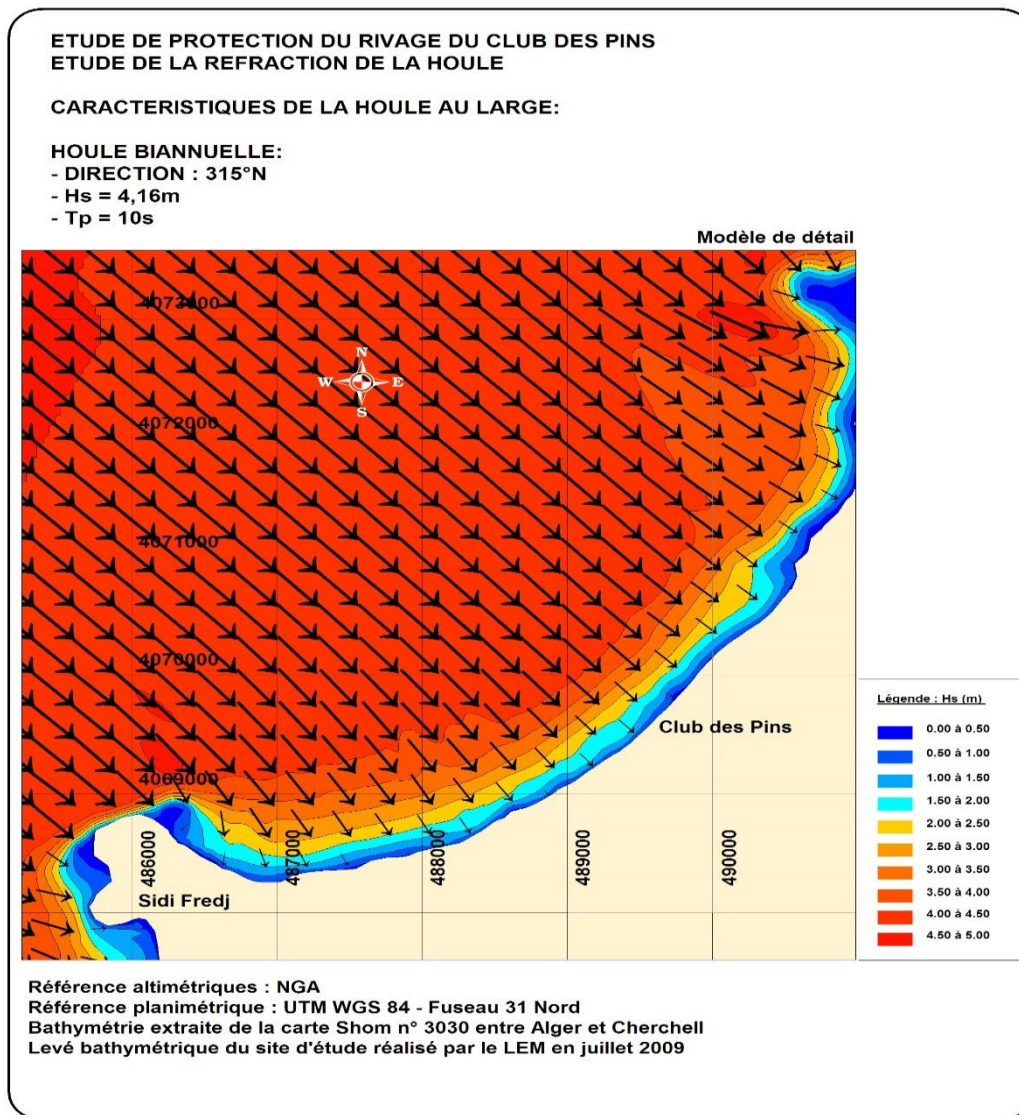 ETUDE DE PROTECTION DU RIVAGE DU CLUB DES PINS
ETUDE DE LA REFRACTION DE LA HOULE
CARACTERISTIQUES DE LA HOULE AU LARGE:
HOULE BIANNUELLE:
- DIRECTION : 315°N
- Hs = 4,16m
- Tp = 10s
Modèle de détail
4073000
N
W E
S
4072000
4071000
4070000
4069000
Club des Pins
486000
487000
488000
489000
490000
Sidi Fredj
Légende : Hs (m)
0.00 à 0.50
0.50 à 1.00
1.00 à 1.50
1.50 à 2.00
2.00 à 2.50
2.50 à 3.00
3.00 à 3.50
3.50 à 4.00
4.00 à 4.50
4.50 à 5.00
Référence altimétriques : NGA
Référence planimétrique : UTM WGS 84 - Fuseau 31 Nord
Bathymétrie extraite de la carte Shom n° 3030 entre Alger et Cherchell
Levé bathymétrique du site d'étude réalisé par le LEM en juillet 2009